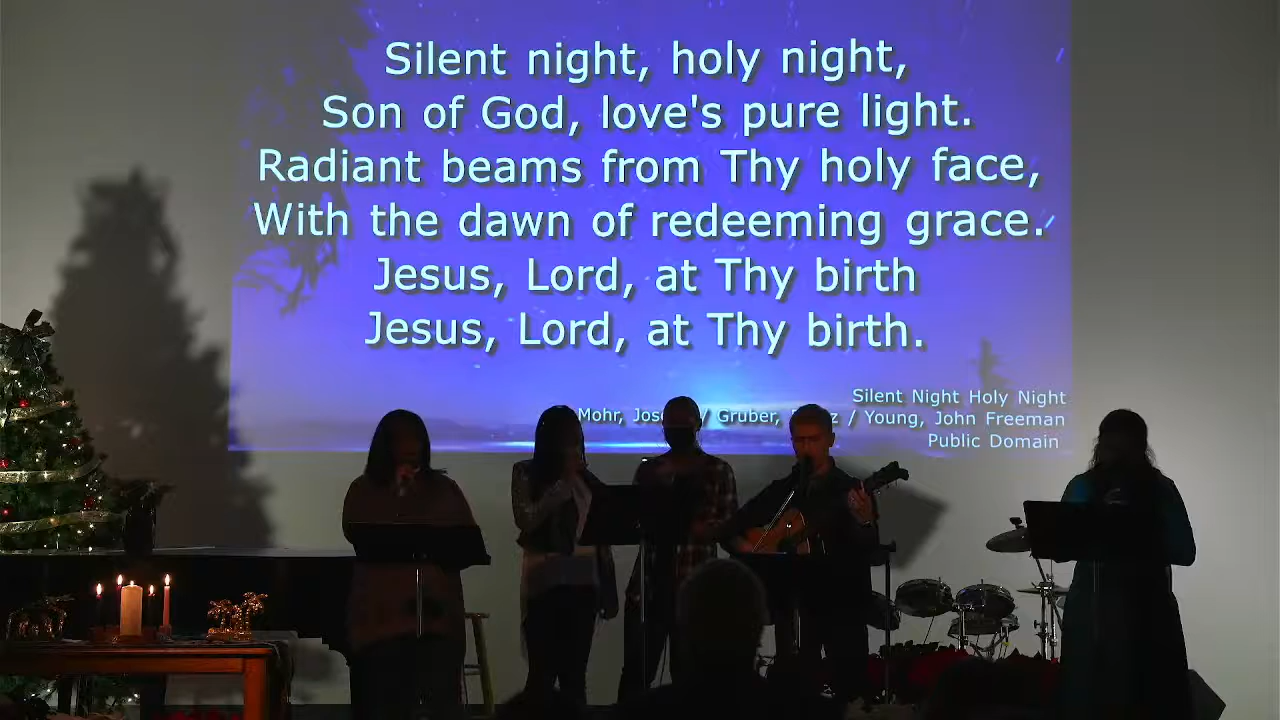 Silent night, holy night,
Son of God, love's pure light.
Radiant beams from Thy holy face,
With the dawn of redeeming grace.
Jesus, Lord, at Thy birth
Jesus, Lord, at Thy birth.
Silent Night Holy Night
Mohr, / Gruber, / Young, John Freeman
Public Domain